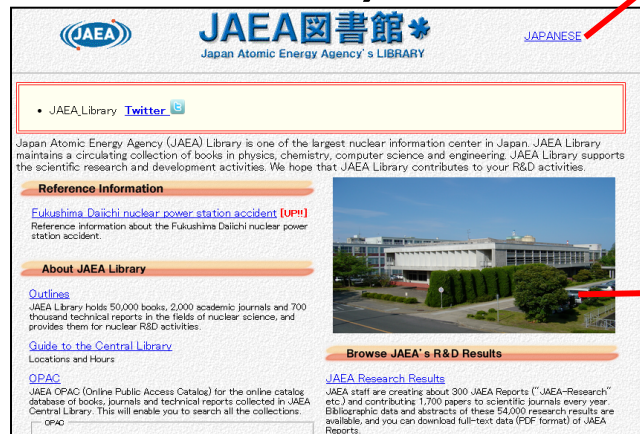 JAEA
JAEA図書館*
Japan Atomic Energy Agency's LIBRARY
JAPANESE
JAEA_Library Twitter
Japan Atomic Energy Agency (JAEA) Library is one of the largest nuclear information center in Japan. JAEA Library
maintains a circulating collection of books in physics, chemistry, computer science and engineering. JAEA Library supports
the scientific research and development activities. We hope that JAEA Library contributes to your R&D activities.
Reference Information
Fukushima Daiichi nuclear power station accident [UP!!]
Reference information about the Fukushima Daiichi nuclear power
station accident.
About JAEA Library
Outlines
JAEA Library holds 50,000 books, 2,000 academic journals and 700
thousand technical reports in the fields of nuclear science, and
provides them for nuclear R&D activities.
Guide to the Central Library
Locations and Hours
OPAC
JAEA OPAC (Online Public Access Catalog) for the online catalog
database of books, journals and technical reports collected in JAEA
Central Library. This will enable you to search all the collections.
OPAC
Browse JAEA's R&D Results
JAEA Research Results
JAEA staff are creating about 300 JAEA Reports ("JAEA-Research"
etc.) and contributing 1,700 papers to scientific journals every year.
Bibliographic data and abstracts of these 54,000 research results are
available, and you can download full-text data (PDF format) of JAEA
Reports.